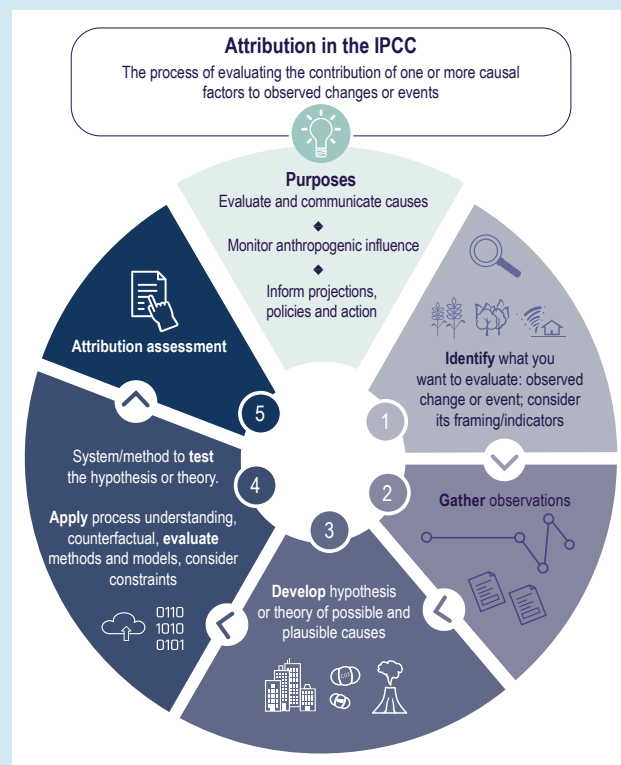 Attribution in the IPCC
The process of evaluating the contribution of one or more causal
factors to observed changes or events
Purposes
Evaluate and communicate causes
Monitor anthropogenic influence
Inform projections,
policies and action
1
Identify what you
want to evaluate: observed
change or event; consider
its framing/indicators
2
Gather observations
3
Develop hypothesis
or theory of possible and
plausible causes
4
System/method to test
the hypothesis or theory.
Apply process understanding,
counterfactual, evaluate
methods and models, consider
constraints
0110
1010
0101
5
Attribution assessment